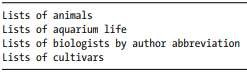 Lists of animals
Lists of aquarium life
Lists of biologists by author abbreviation
Lists of cultivars